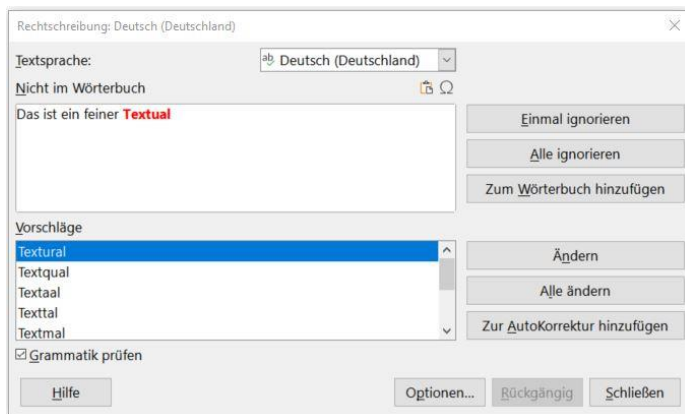 Rechtschreibung: Deutsch (Deutschland)
Textsprache:
Deutsch (Deutschland)
Nicht im Wörterbuch
Das ist ein feiner Textual
Einmal ignorieren
Alle ignorieren
Zum Wörterbuch hinzufügen
Vorschläge
Textural
Textqual
Textaal
Texttal
Textmal
Ändern
Alle ändern
Zur AutoKorrektur hinzufügen
Grammatik prüfen
Hilfe
Optionen...
Rückgängig
Schließen